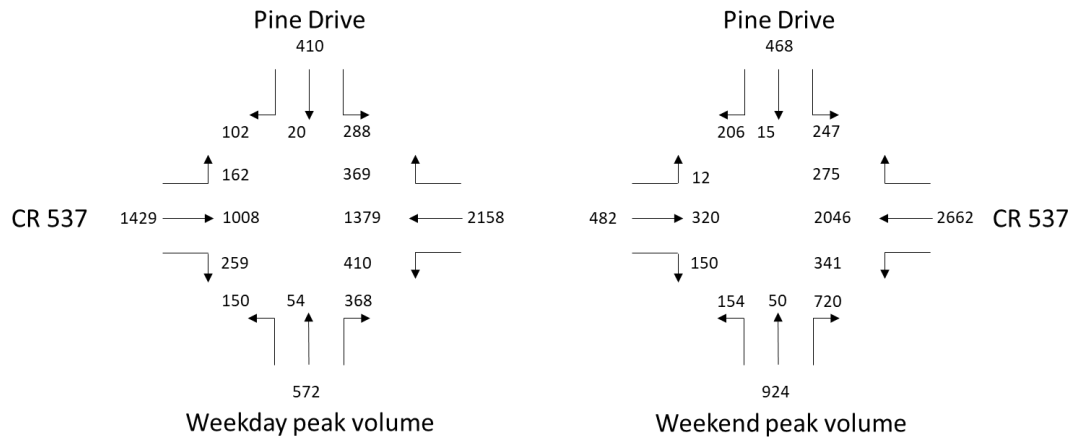 Pine Drive
410
102 20 288
162 369
CR 537 1429 1008 1379 2158
259 410
150 54 368
572
Weekday peak volume
Pine Drive
468
206 15 247
12 275
482 320 2046 2662 CR 537
150 341
154 50 720
924
Weekend peak volume